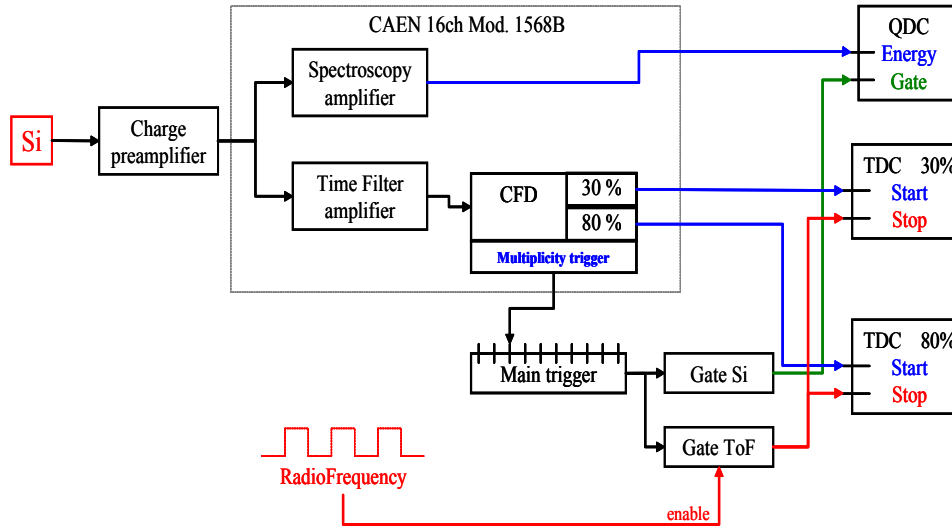 CAEN 16ch Mod. 1568B
QDC
Energy
Gate
Spectroscopy
amplifier
Si
Charge
preamplifier
Time Filter
amplifier
CFD
30 %
80 %
Multiplicity trigger
TDC 30%
Start
Stop
Main trigger
Gate Si
TDC 80%
Start
Stop
Gate ToF
RadioFrequency
enable